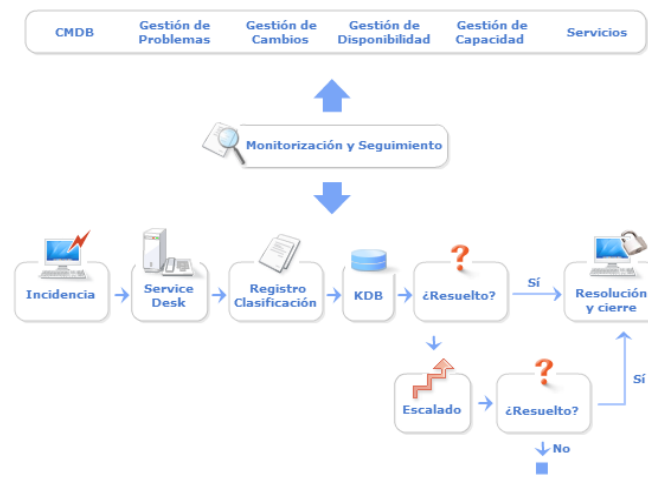 CMDB
Gestión de
Problemas
Gestión de
Cambios
Gestión de
Disponibilidad
Gestión de
Capacidad
Servicios
Monitorización y Seguimiento
Incidencia
Service
Desk
Registro
Clasificación
KDB
¿Resuelto?
Sí
Resolución
y cierre
Escalado
¿Resuelto?
Sí
No